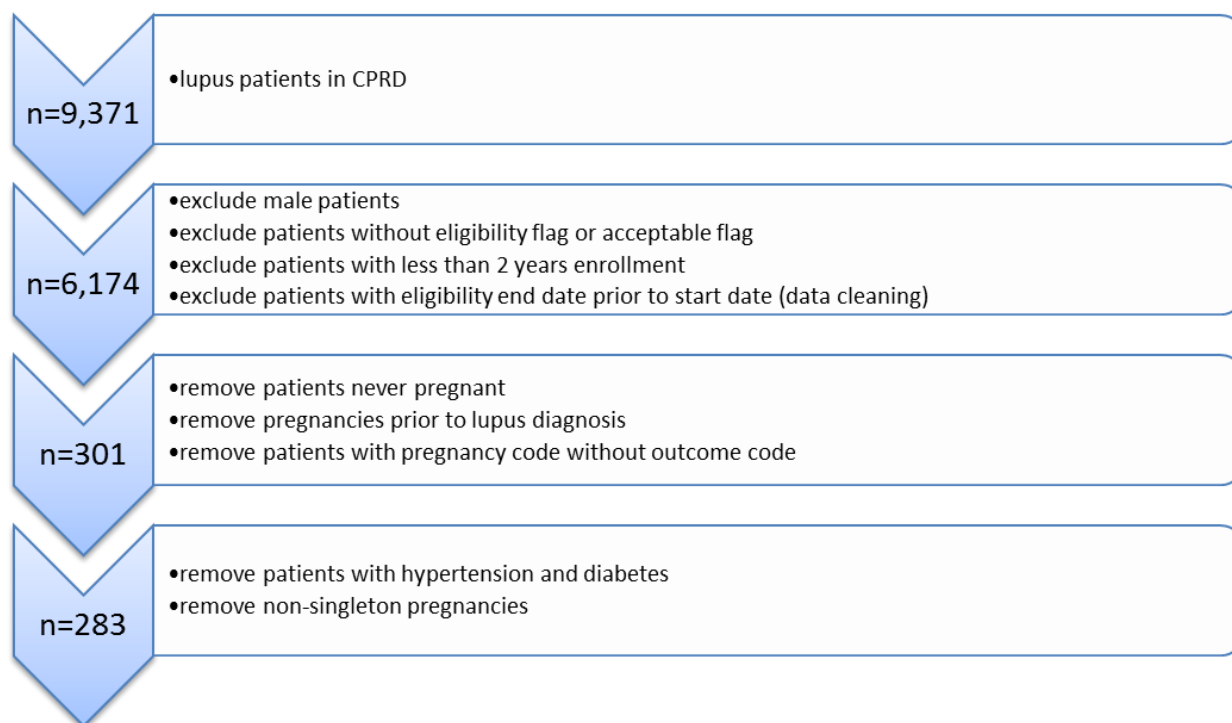 n=9,371
•lupus patients in CPRD
n=6,174
•exclude male patients
•exclude patients without eligibility flag or acceptable flag
•exclude patients with less than 2 years enrollment
•exclude patients with eligibility end date prior to start date (data cleaning)
n=301
•remove patients never pregnant
•remove pregnancies prior to lupus diagnosis
•remove patients with pregnancy code without outcome code
n=283
•remove patients with hypertension and diabetes
•remove non-singleton pregnancies